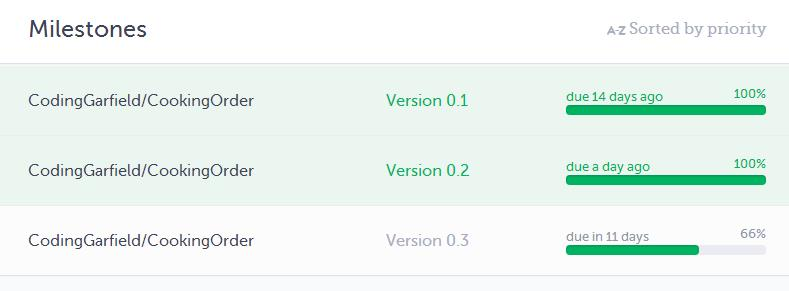 Milestones
A-Z Sorted by priority
CodingGarfield/CookingOrder Version 0.1 due 14 days ago 100%
CodingGarfield/CookingOrder Version 0.2 due a day ago 100%
CodingGarfield/CookingOrder Version 0.3 due in 11 days 66%